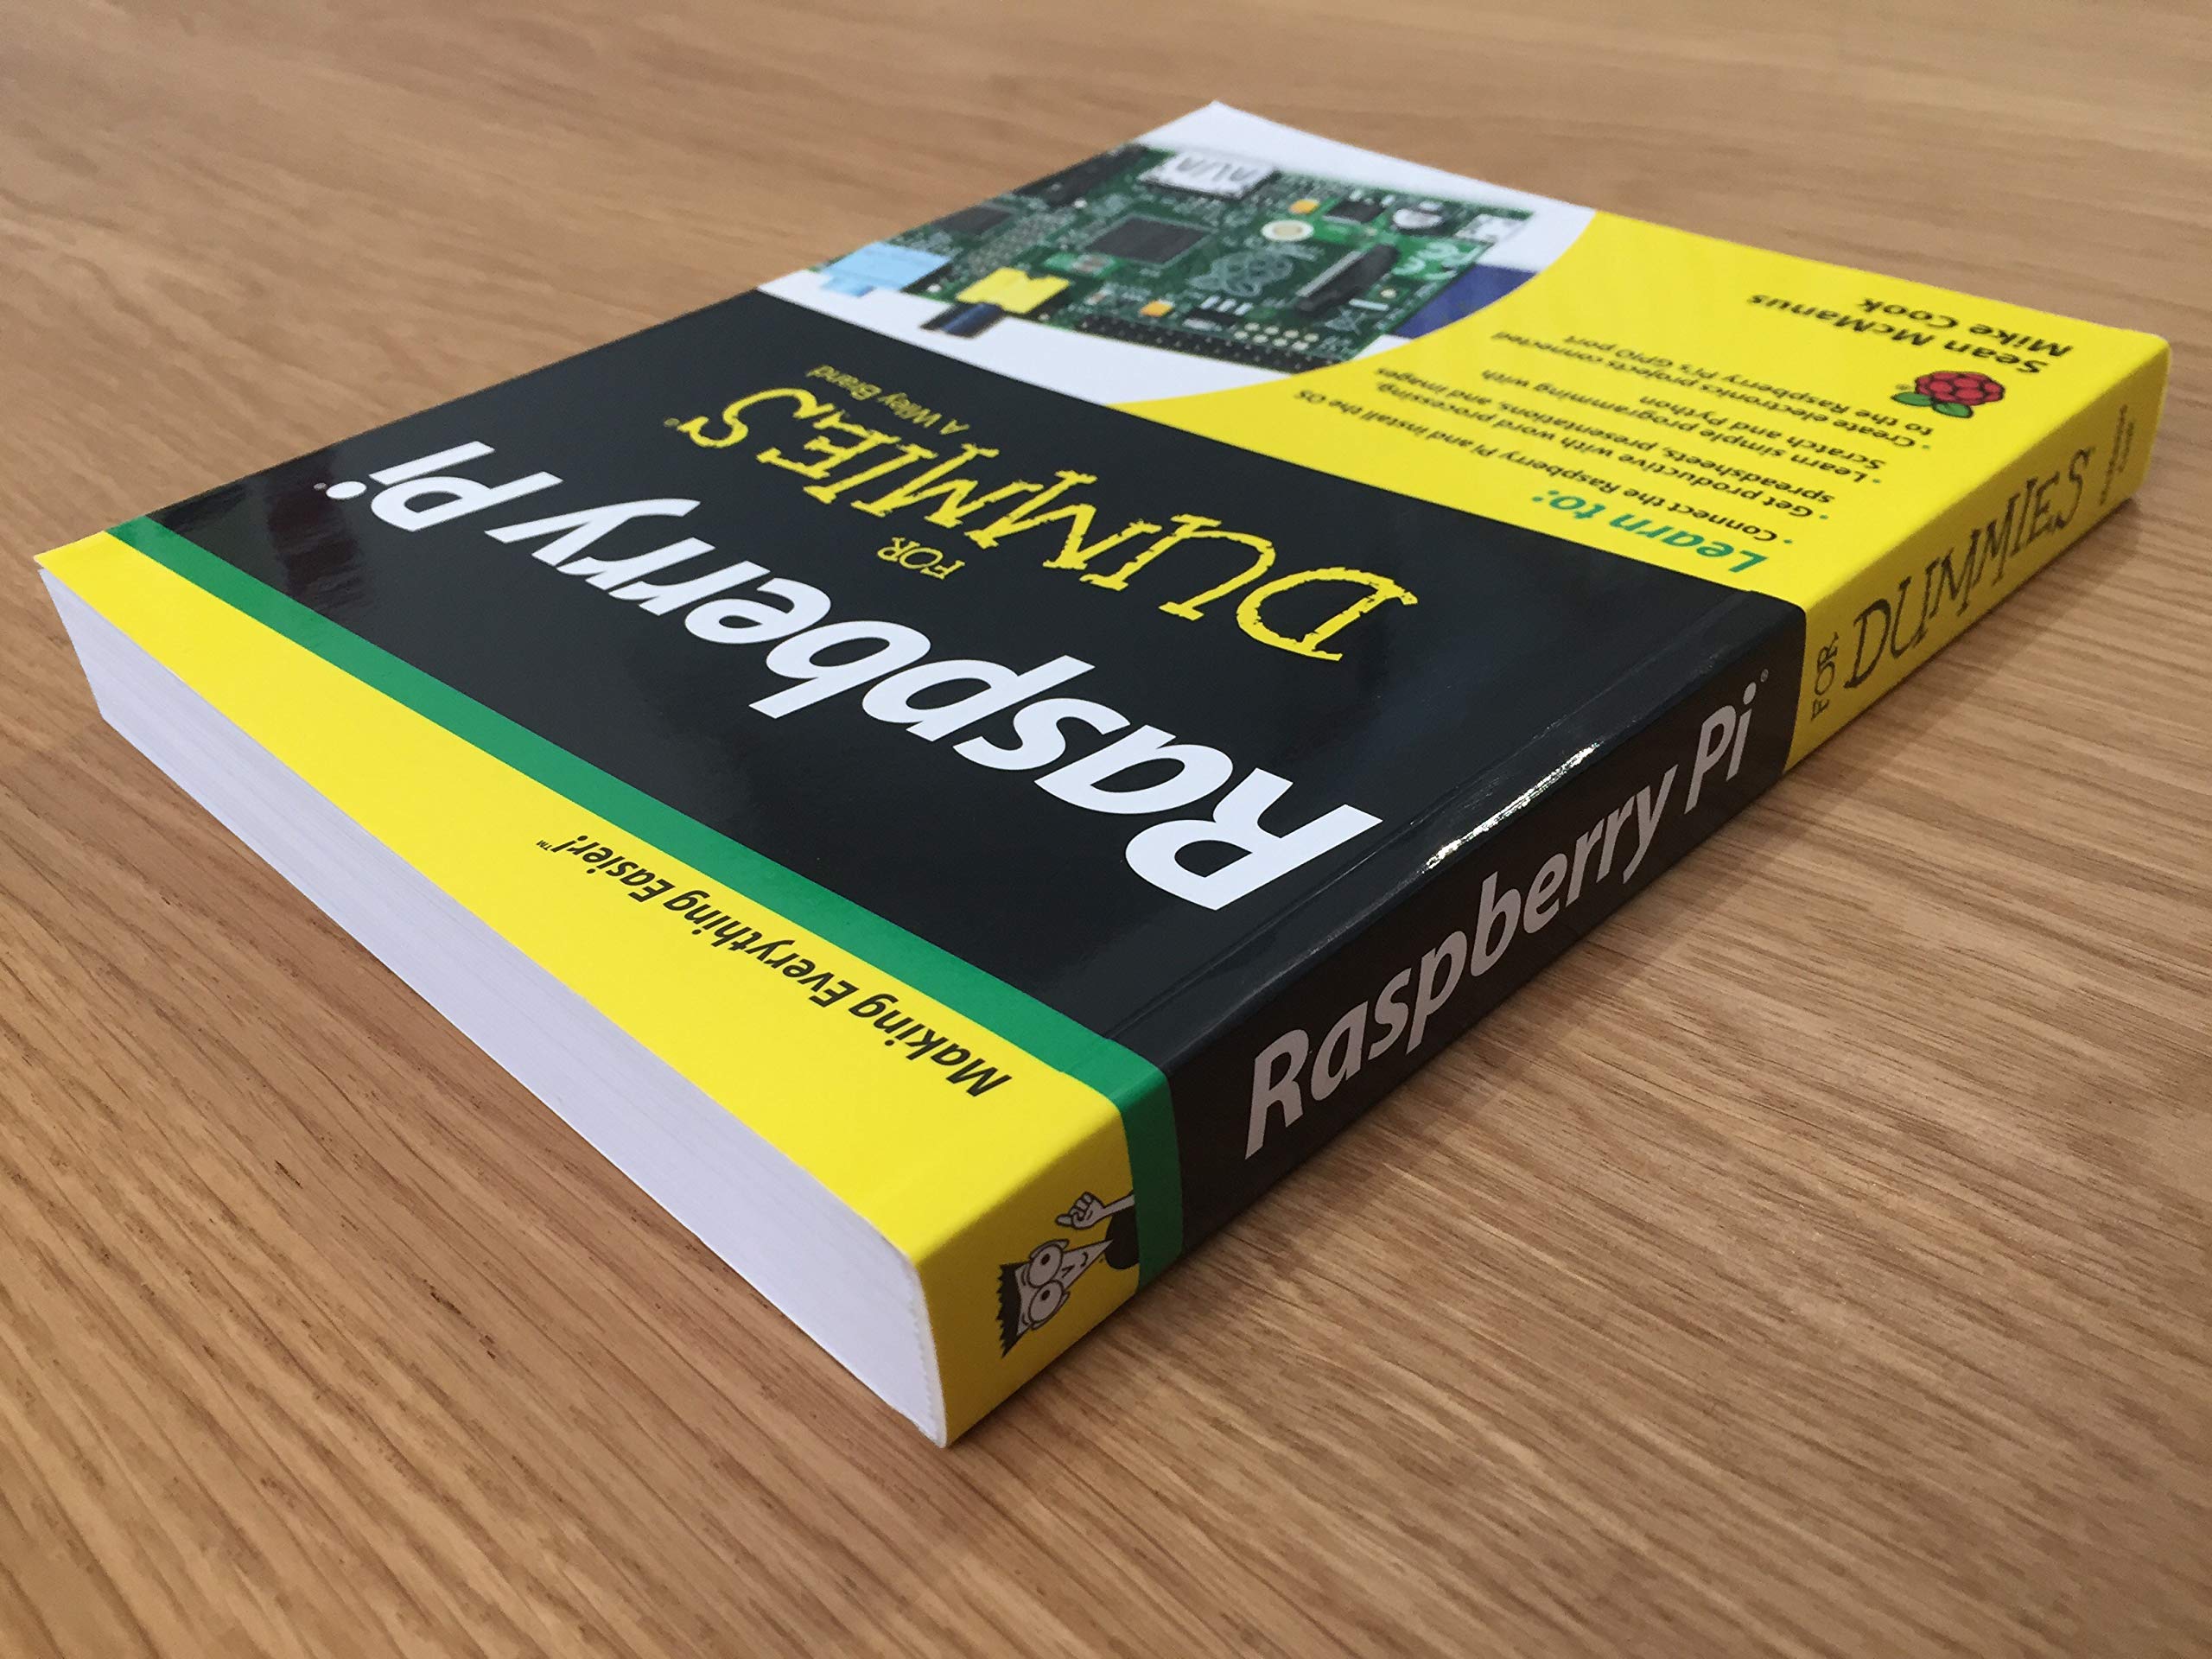 Making Everything Easier!™
Raspberry Pi®
FOR
DUMMIES®
A Wiley Brand
Learn to:
• Connect the Raspberry Pi and install the OS
• Get productive with word processing,
spreadsheets, presentations, and images
• Learn simple programming with
Scratch and Python
• Create electronics projects connected
to the Raspberry Pi's GPIO port
Sean McManus
Mike Cook
Raspberry Pi®
FOR
DUMMIES®